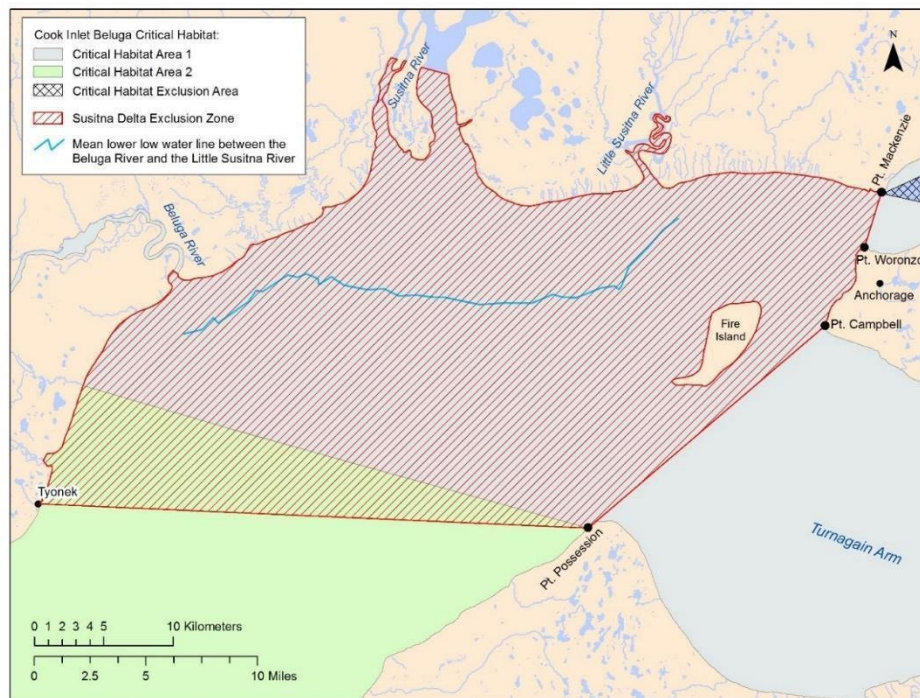 Cook Inlet Beluga Critical Habitat:
Critical Habitat Area 1
Critical Habitat Area 2
Critical Habitat Exclusion Area
Susitna Delta Exclusion Zone
Mean lower low water line between the
Beluga River and the Little Susitna River
N
Susitna River
Little Susitna River
Pt. Mackenzie
Beluga River
Pt. Woronzo
Anchorage
Pt. Campbell
Fire
Island
Tyonek
Pt. Possession
Turnagain Arm
0 1 2 3 4 5 10 Kilometers
0 2.5 5 10 Miles